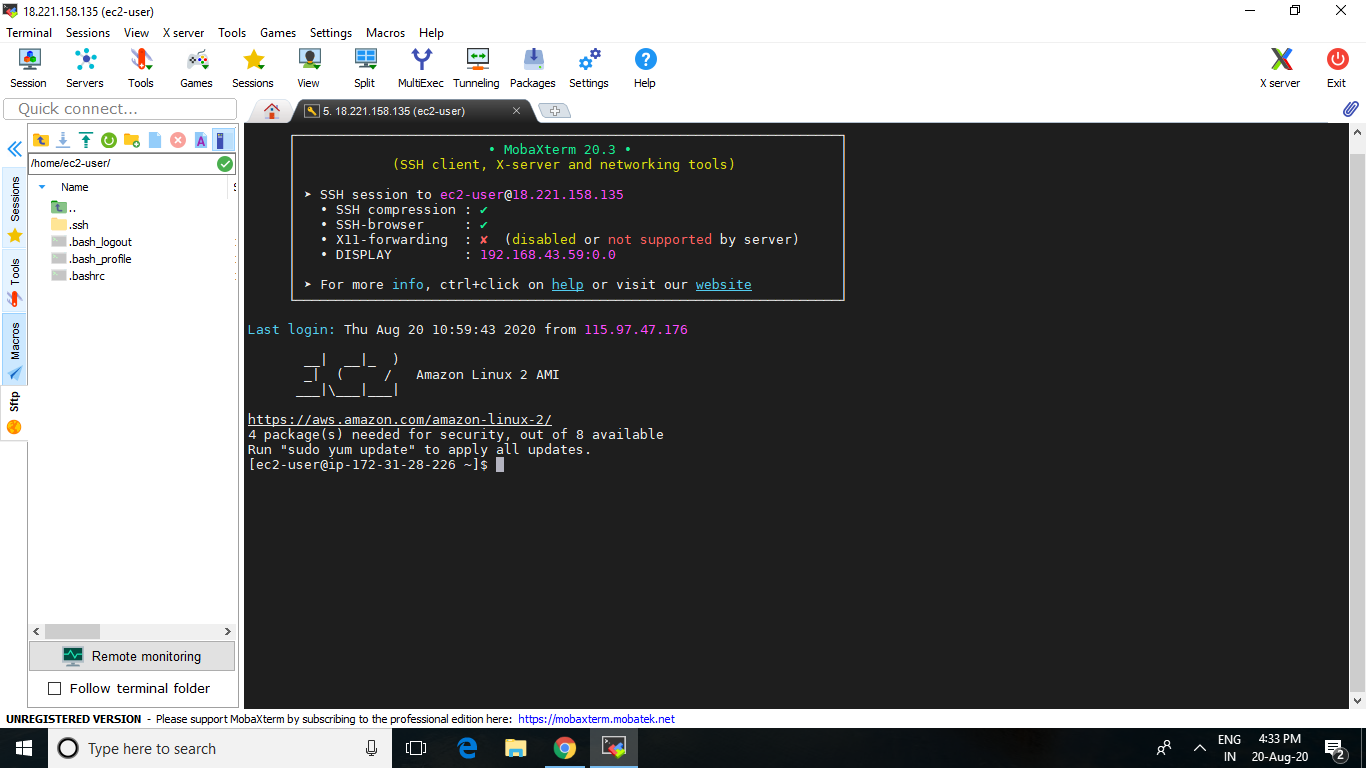 18.221.158.135 (ec2-user)
Terminal Sessions View X server Tools Games Settings Macros Help
Session Servers Tools Games Sessions View Split MultiExec Tunneling Packages Settings Help X server Exit
Quick connect...
5. 18.221.158.135 (ec2-user)
/home/ec2-user/
Name
..
.ssh
.bash_logout
.bash_profile
.bashrc
Sessions
Tools
Macros
Sftp
Remote monitoring
Follow terminal folder
• MobaXterm 20.3 •
(SSH client, X-server and networking tools)
➤ SSH session to ec2-user@18.221.158.135
• SSH compression : ✔
• SSH-browser : ✔
• X11-forwarding : ✘ (disabled or not supported by server)
• DISPLAY : 192.168.43.59:0.0
➤ For more info, ctrl+click on help or visit our website
Last login: Thu Aug 20 10:59:43 2020 from 115.97.47.176
__| __|_ )
_| ( / Amazon Linux 2 AMI
___|\___|___|
https://aws.amazon.com/amazon-linux-2/
4 package(s) needed for security, out of 8 available
Run "sudo yum update" to apply all updates.
[ec2-user@ip-172-31-28-226 ~]$
UNREGISTERED VERSION - Please support MobaXterm by subscribing to the professional edition here: https://mobaxterm.mobatek.net
Type here to search
ENG
IN
4:33 PM
20-Aug-20
2